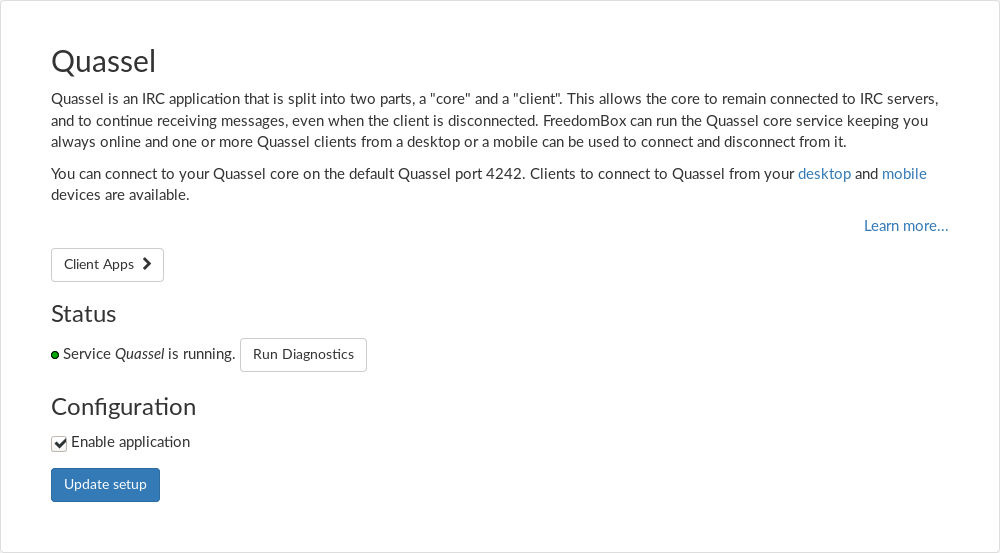 Quassel
Quassel is an IRC application that is split into two parts, a "core" and a "client". This allows the core to remain connected to IRC servers,
and to continue receiving messages, even when the client is disconnected. FreedomBox can run the Quassel core service keeping you
always online and one or more Quassel clients from a desktop or a mobile can be used to connect and disconnect from it.
You can connect to your Quassel core on the default Quassel port 4242. Clients to connect to Quassel from your desktop and mobile
devices are available.
Learn more...
Client Apps
Status
Service Quassel is running. Run Diagnostics
Configuration
Enable application
Update setup